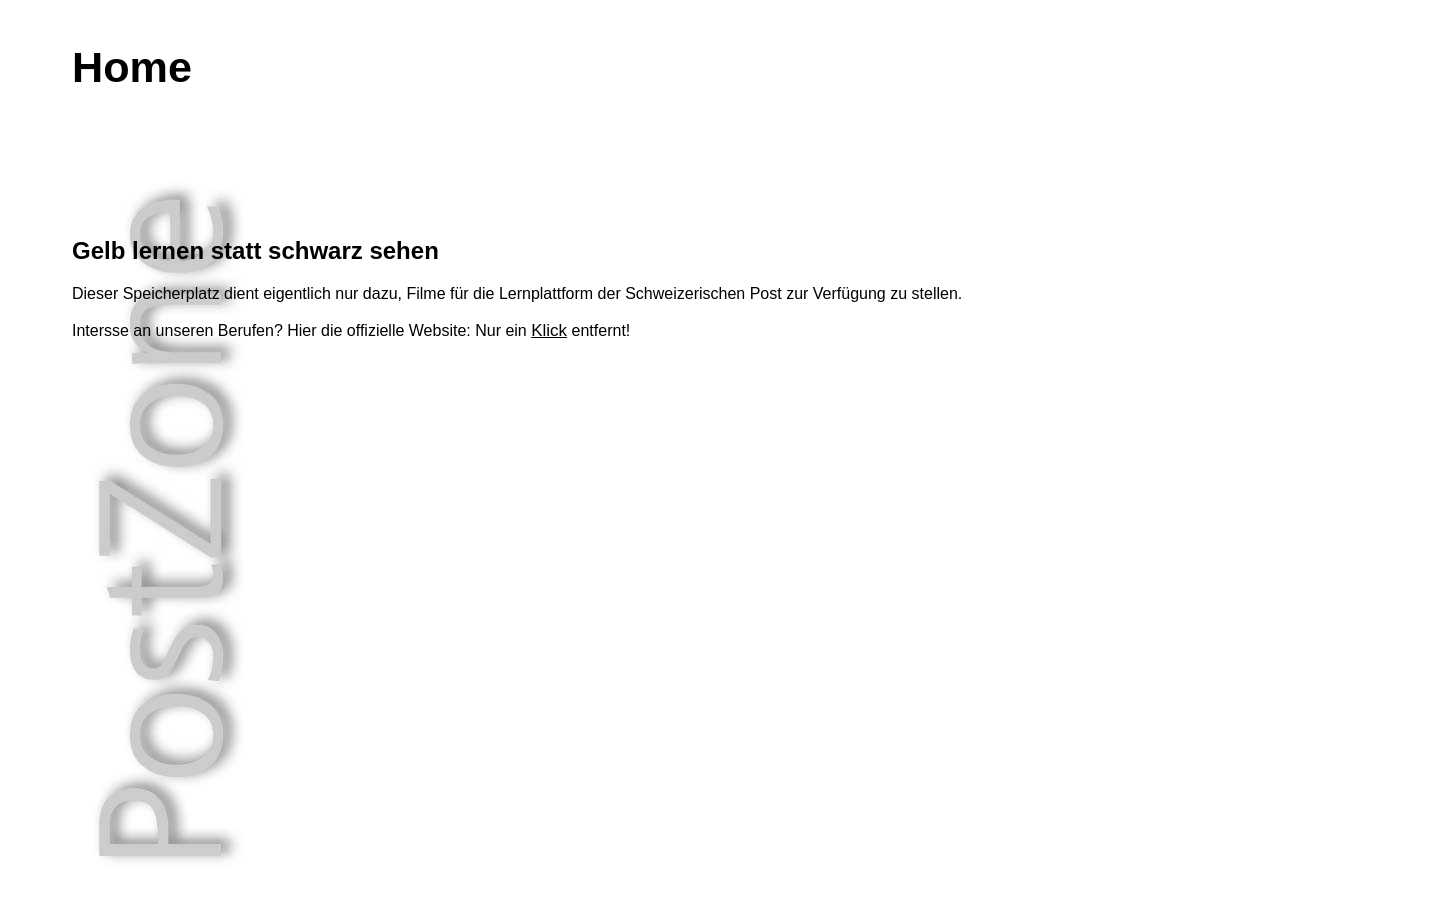 Home
Gelb lernen statt schwarz sehen
Dieser Speicherplatz dient eigentlich nur dazu, Filme für die Lernplattform der Schweizerischen Post zur Verfügung zu stellen.
Intersse an unseren Berufen? Hier die offizielle Website: Nur ein Klick entfernt!
PostZone